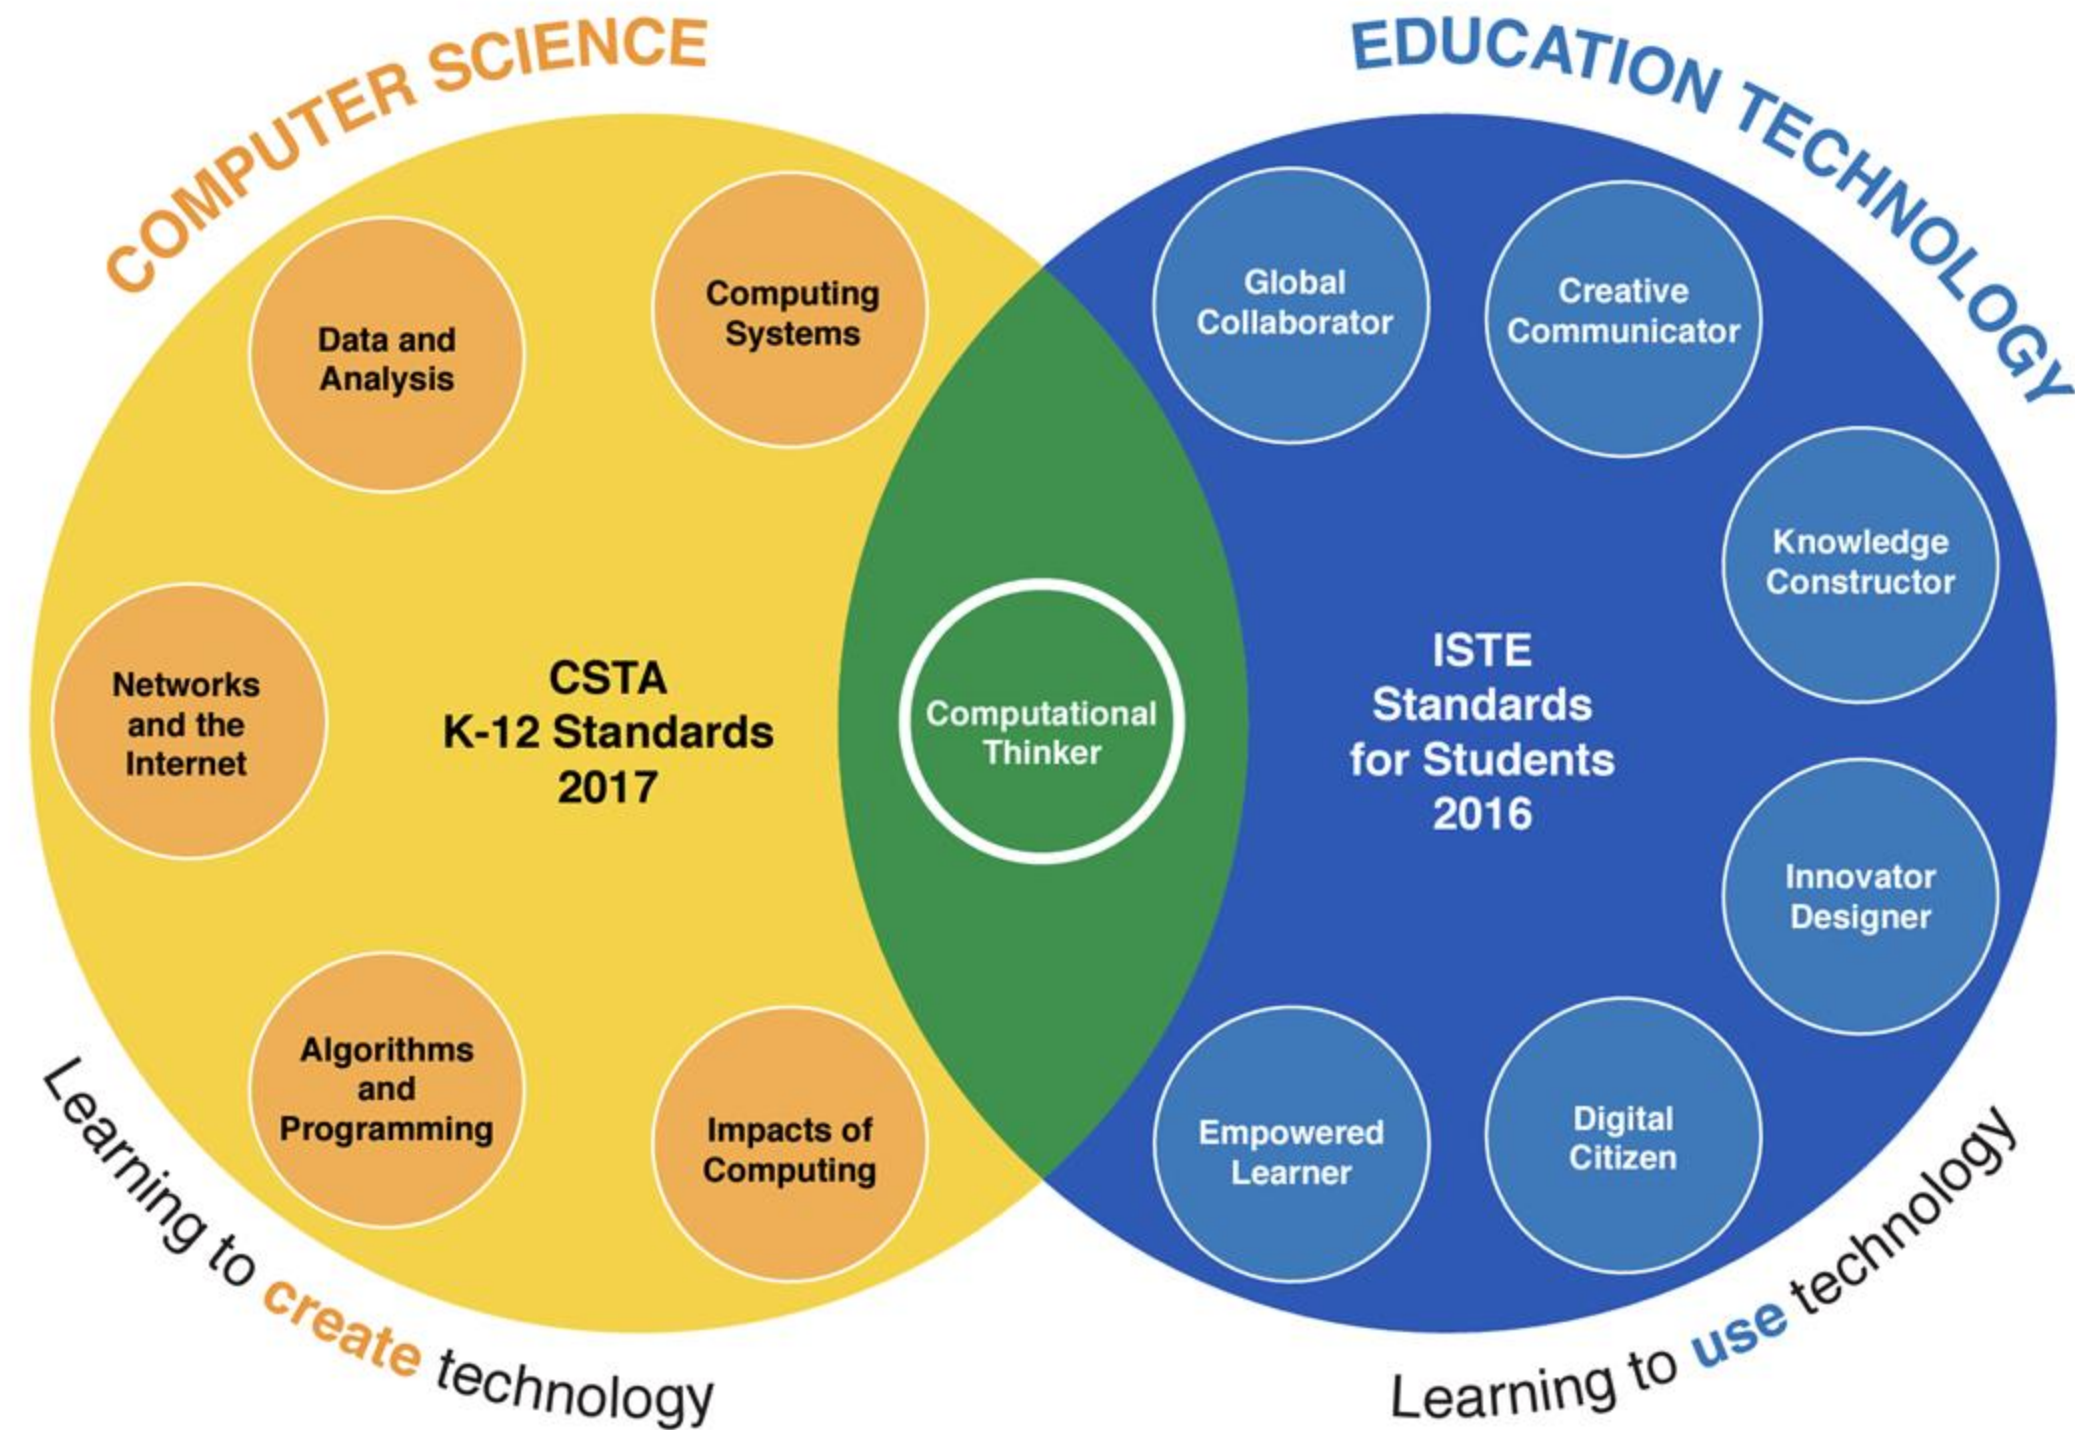 COMPUTER SCIENCE
EDUCATION TECHNOLOGY
Data and
Analysis
Computing
Systems
Networks
and the
Internet
CSTA
K-12 Standards
2017
Algorithms
and
Programming
Impacts of
Computing
Computational
Thinker
Global
Collaborator
Creative
Communicator
Knowledge
Constructor
ISTE
Standards
for Students
2016
Innovator
Designer
Empowered
Learner
Digital
Citizen
Learning to create technology
Learning to use technology